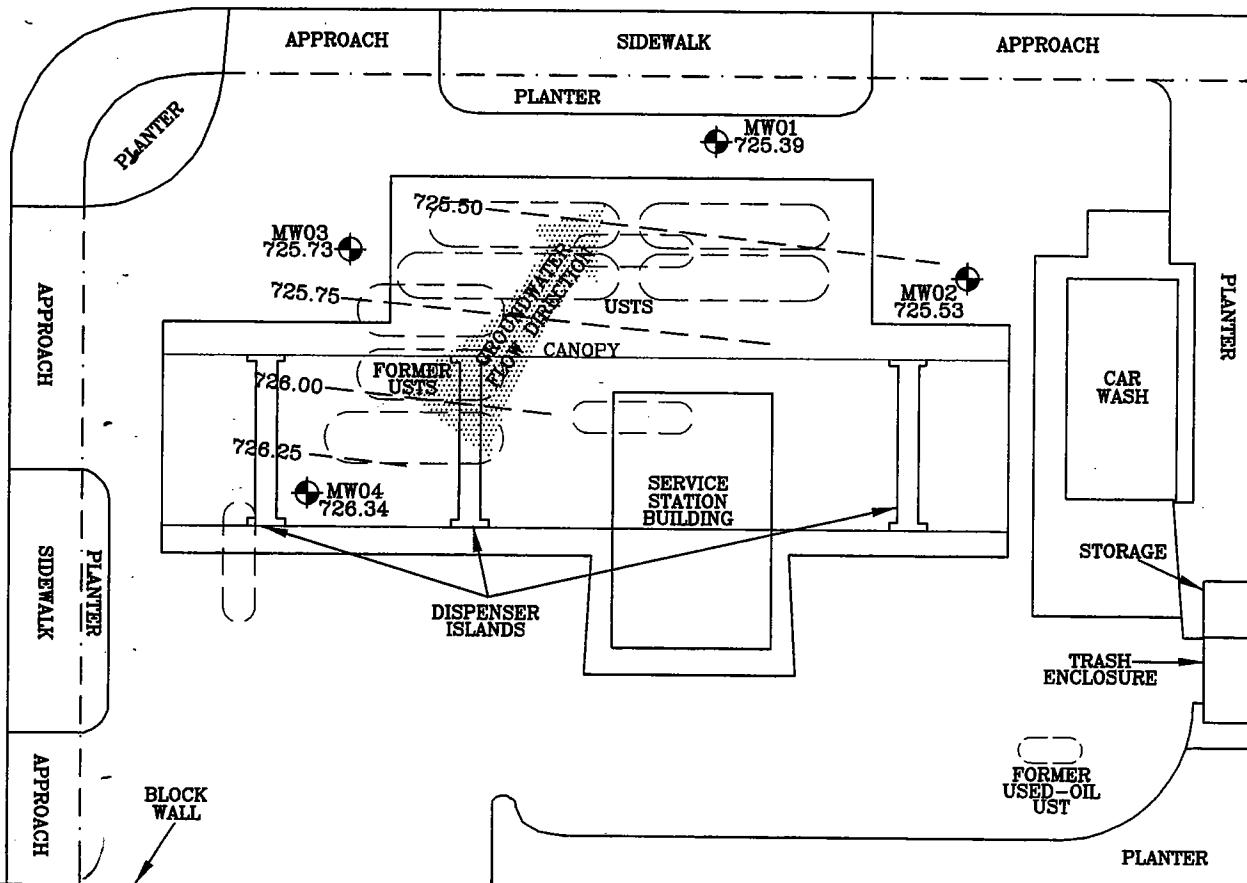 APPROACH
SIDEWALK
APPROACH
PLANTER
PLANTER
MW01
725.39
725.50
MW03
725.73
GROUNDWATER
FLOW DIRECTION
725.75
USTS
MW02
725.53
APPROACH
PLANTER
CANOPY
FORMER
USTS
726.00
CAR
WASH
726.25
MW04
726.34
SERVICE
STATION
BUILDING
STORAGE
SIDEWALK
PLANTER
DISPENSER
ISLANDS
TRASH
ENCLOSURE
APPROACH
BLOCK
WALL
FORMER
USED-OIL
UST
PLANTER